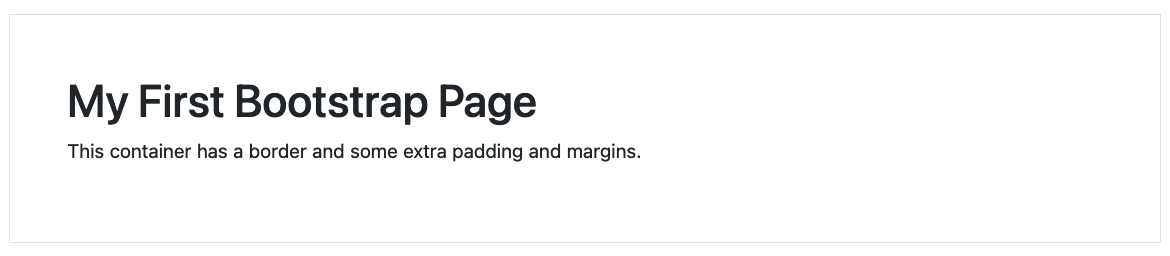 My First Bootstrap Page
This container has a border and some extra padding and margins.